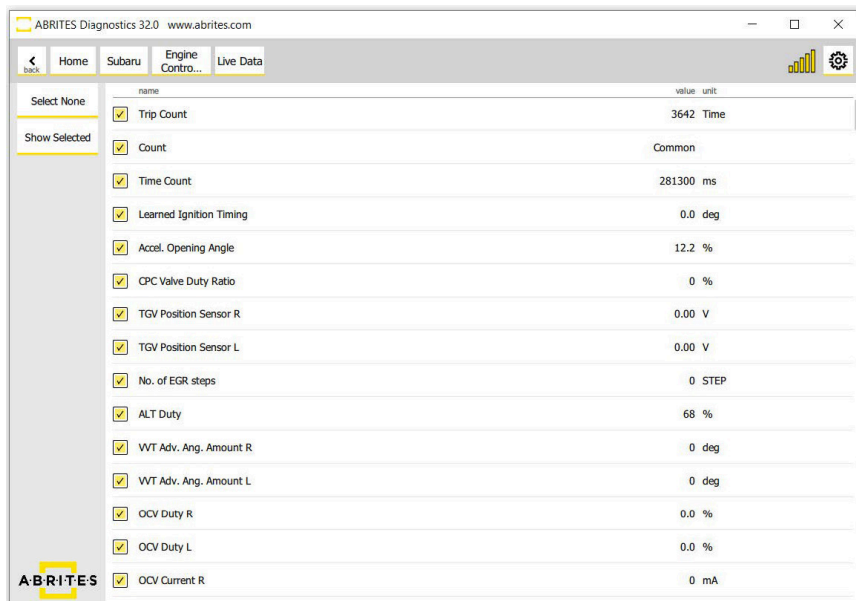 ABRITES Diagnostics 32.0 www.abrites.com
back
Home
Subaru
Engine
Contro...
Live Data
Select None
Show Selected
name value unit
Trip Count 3642 Time
Count Common
Time Count 281300 ms
Learned Ignition Timing 0.0 deg
Accel. Opening Angle 12.2 %
CPC Valve Duty Ratio 0 %
TGV Position Sensor R 0.00 V
TGV Position Sensor L 0.00 V
No. of EGR steps 0 STEP
ALT Duty 68 %
VVT Adv. Ang. Amount R 0 deg
VVT Adv. Ang. Amount L 0 deg
OCV Duty R 0.0 %
OCV Duty L 0.0 %
OCV Current R 0 mA
A·B·R·I·T·E·S